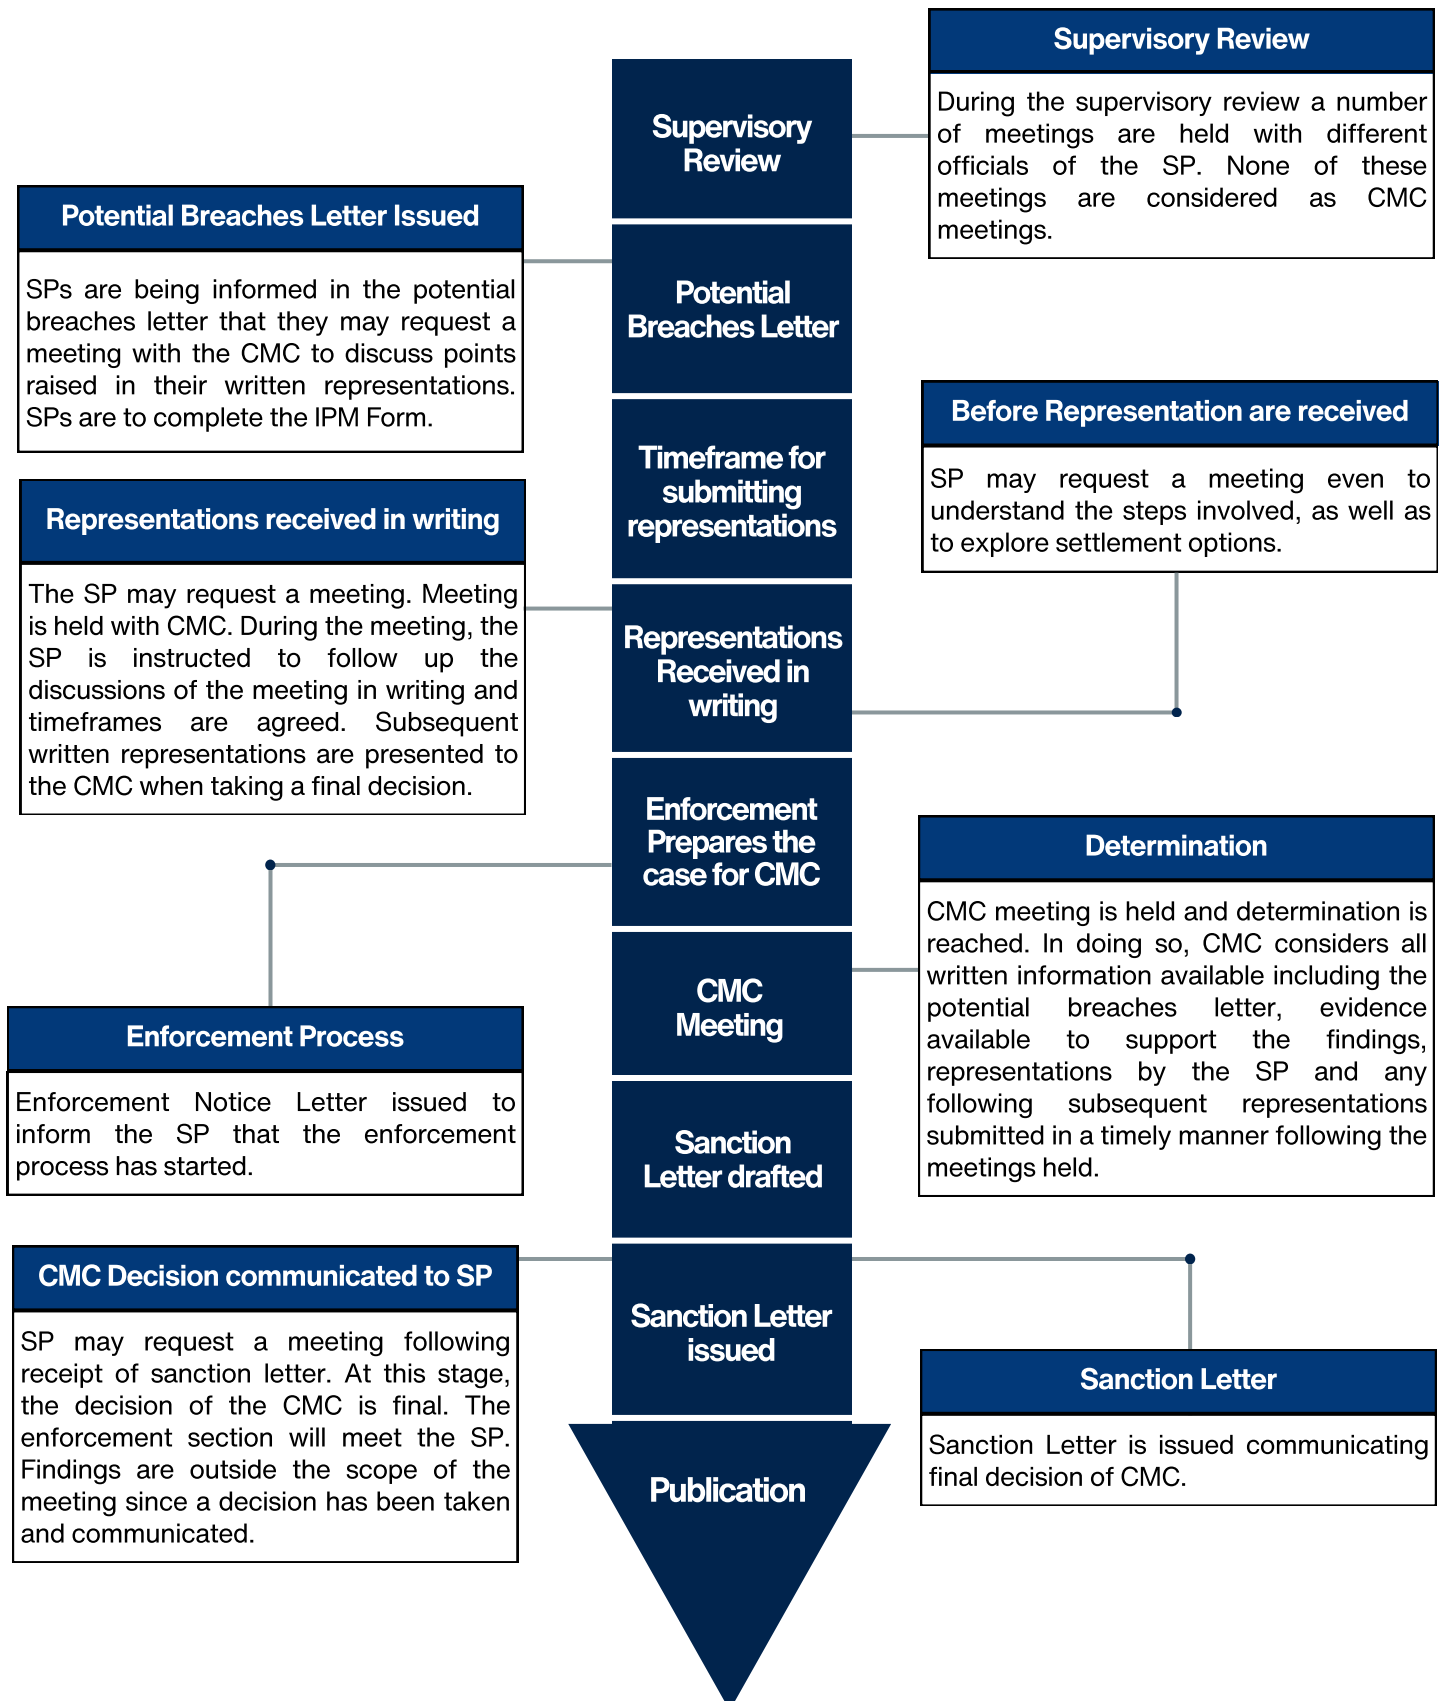 Supervisory Review
During the supervisory review a number
of meetings are held with different
officials of the SP. None of these
meetings are considered as CMC
meetings.
Supervisory
Review
Potential Breaches Letter Issued
SPs are being informed in the potential
breaches letter that they may request a
meeting with the CMC to discuss points
raised in their written representations.
SPs are to complete the IPM Form.
Potential
Breaches Letter
Before Representation are received
SP may request a meeting even to
understand the steps involved, as well as
to explore settlement options.
Timeframe for
submitting
representations
Representations received in writing
The SP may request a meeting. Meeting
is held with CMC. During the meeting, the
SP is instructed to follow up the
discussions of the meeting in writing and
timeframes are agreed. Subsequent
written representations are presented to
the CMC when taking a final decision.
Representations
Received in
writing
Enforcement
Prepares the
case for CMC
Determination
CMC meeting is held and determination is
reached. In doing so, CMC considers all
written information available including the
potential breaches letter, evidence
available to support the findings,
representations by the SP and any
following subsequent representations
submitted in a timely manner following the
meetings held.
CMC
Meeting
Enforcement Process
Enforcement Notice Letter issued to
inform the SP that the enforcement
process has started.
Sanction
Letter drafted
CMC Decision communicated to SP
SP may request a meeting following
receipt of sanction letter. At this stage,
the decision of the CMC is final. The
enforcement section will meet the SP.
Findings are outside the scope of the
meeting since a decision has been taken
and communicated.
Sanction Letter
issued
Sanction Letter
Sanction Letter is issued communicating
final decision of CMC.
Publication